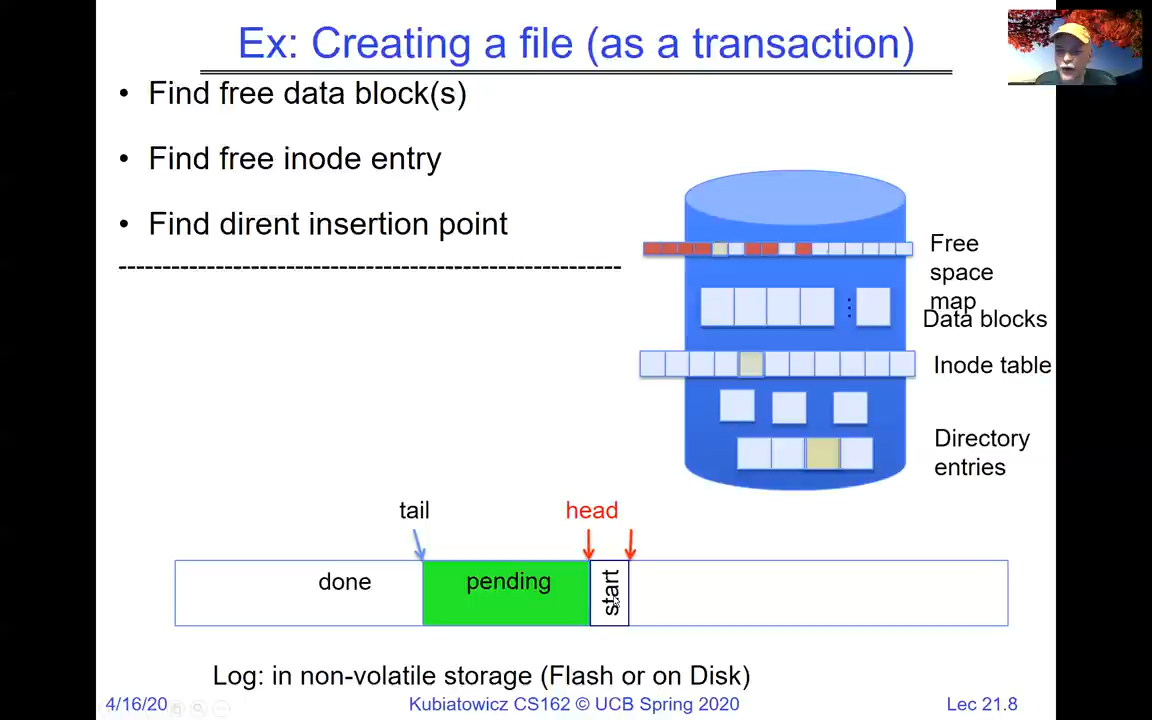 Ex: Creating a file (as a transaction)
• Find free data block(s)
• Find free inode entry
• Find dirent insertion point
-------------------------------------------------------
Free
space
map
Data blocks
Inode table
Directory
entries
tail
head
done
pending
start
Log: in non-volatile storage (Flash or on Disk)
4/16/20
Kubiatowicz CS162 © UCB Spring 2020
Lec 21.8